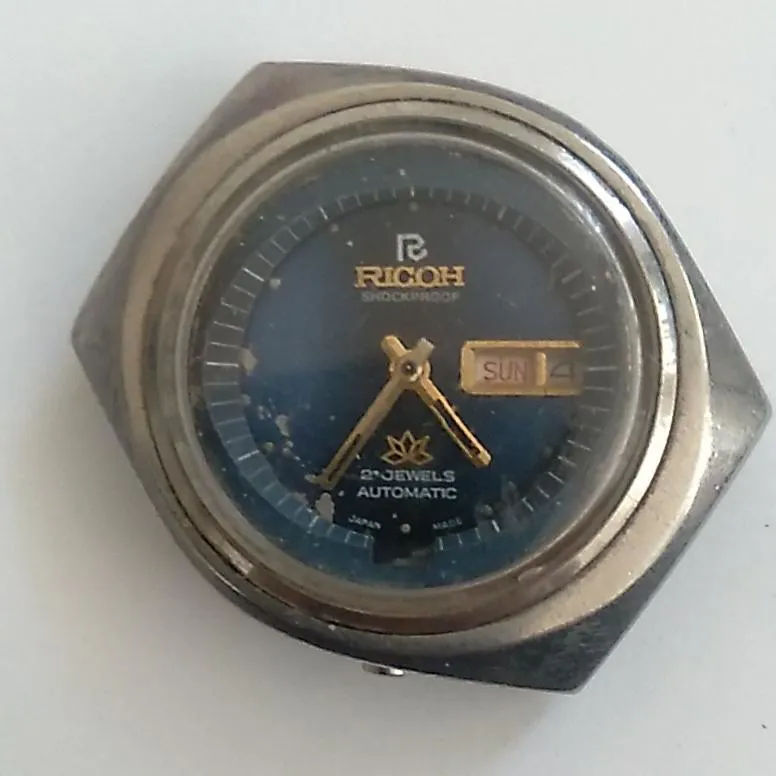 R
RICOH
SHOCKPROOF
SUN 4
21 JEWELS
AUTOMATIC
JAPAN MADE